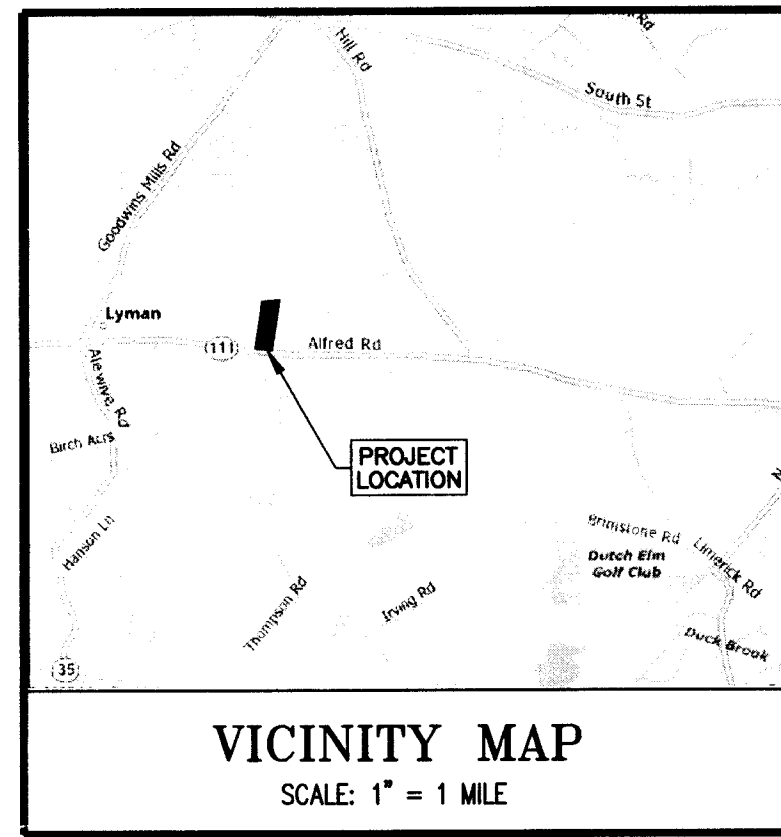 Hill Rd
Rd
South St
Goodwins Mills Rd
Lyman
(111)
Alfred Rd
Alewive Rd
Birch Acrs
PROJECT
LOCATION
Hanson Ln
Brimstone Rd
Limerick Rd
Dutch Elm
Golf Club
Thompson Rd
Irving Rd
Duck Brook
35
VICINITY MAP
SCALE: 1" = 1 MILE